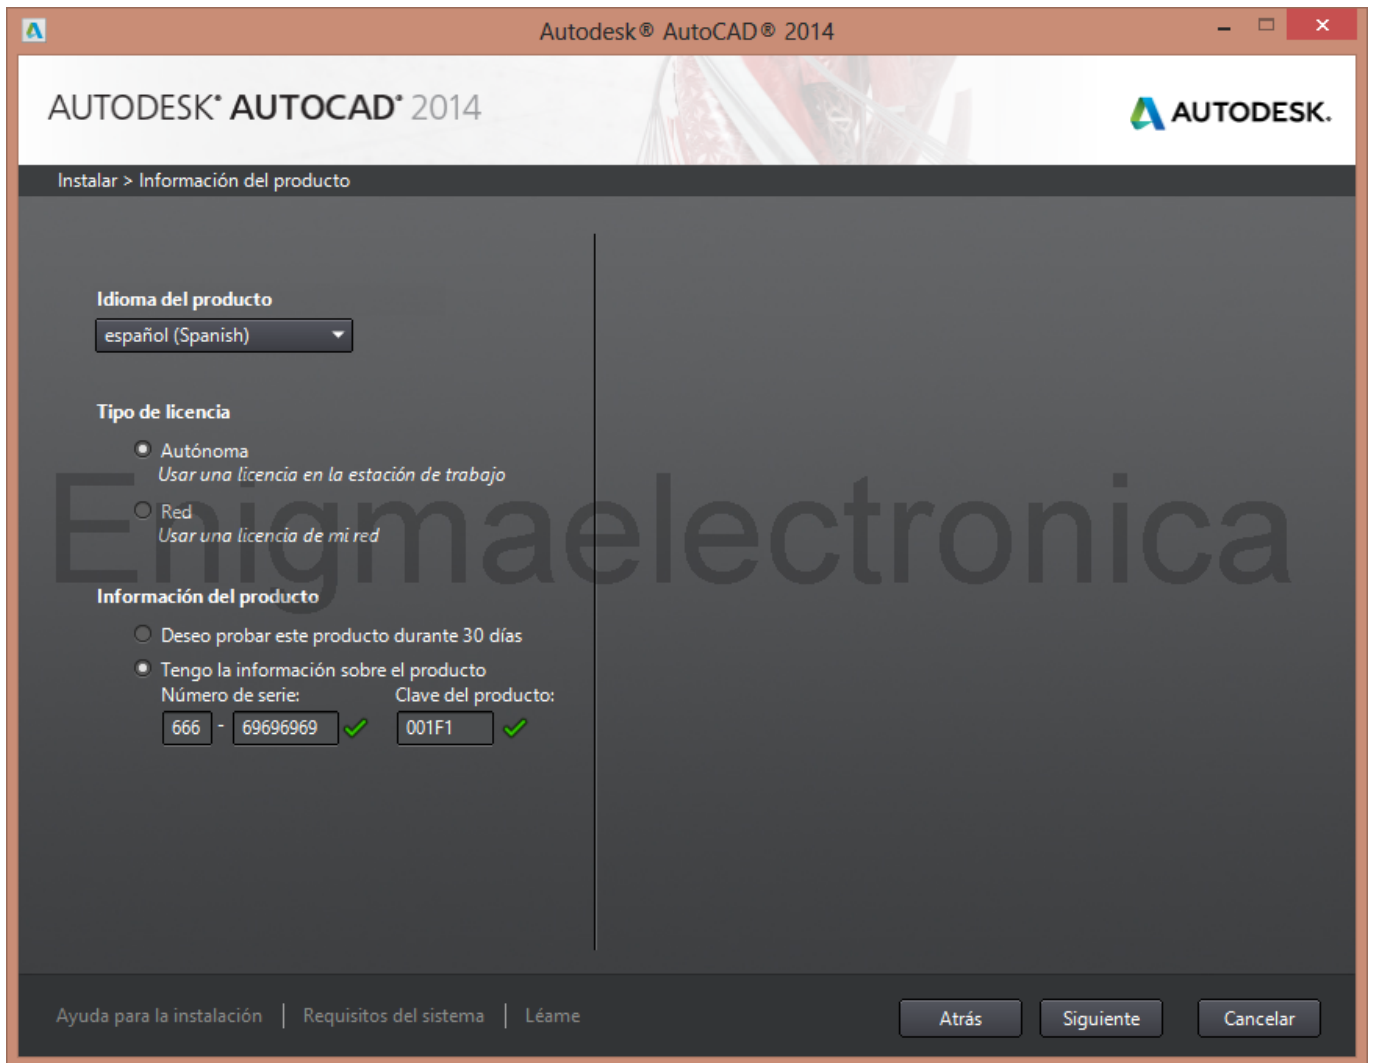 Autodesk® AutoCAD® 2014
AUTODESK® AUTOCAD® 2014
AUTODESK.
Instalar > Información del producto
Idioma del producto
español (Spanish)
Tipo de licencia
Autónoma
Usar una licencia en la estación de trabajo
Red
Usar una licencia de mi red
Enigmaelectronica
Información del producto
Deseo probar este producto durante 30 días
Tengo la información sobre el producto
Número de serie: Clave del producto:
666 - 69696969 001F1
Ayuda para la instalación | Requisitos del sistema | Léame
Atrás Siguiente Cancelar